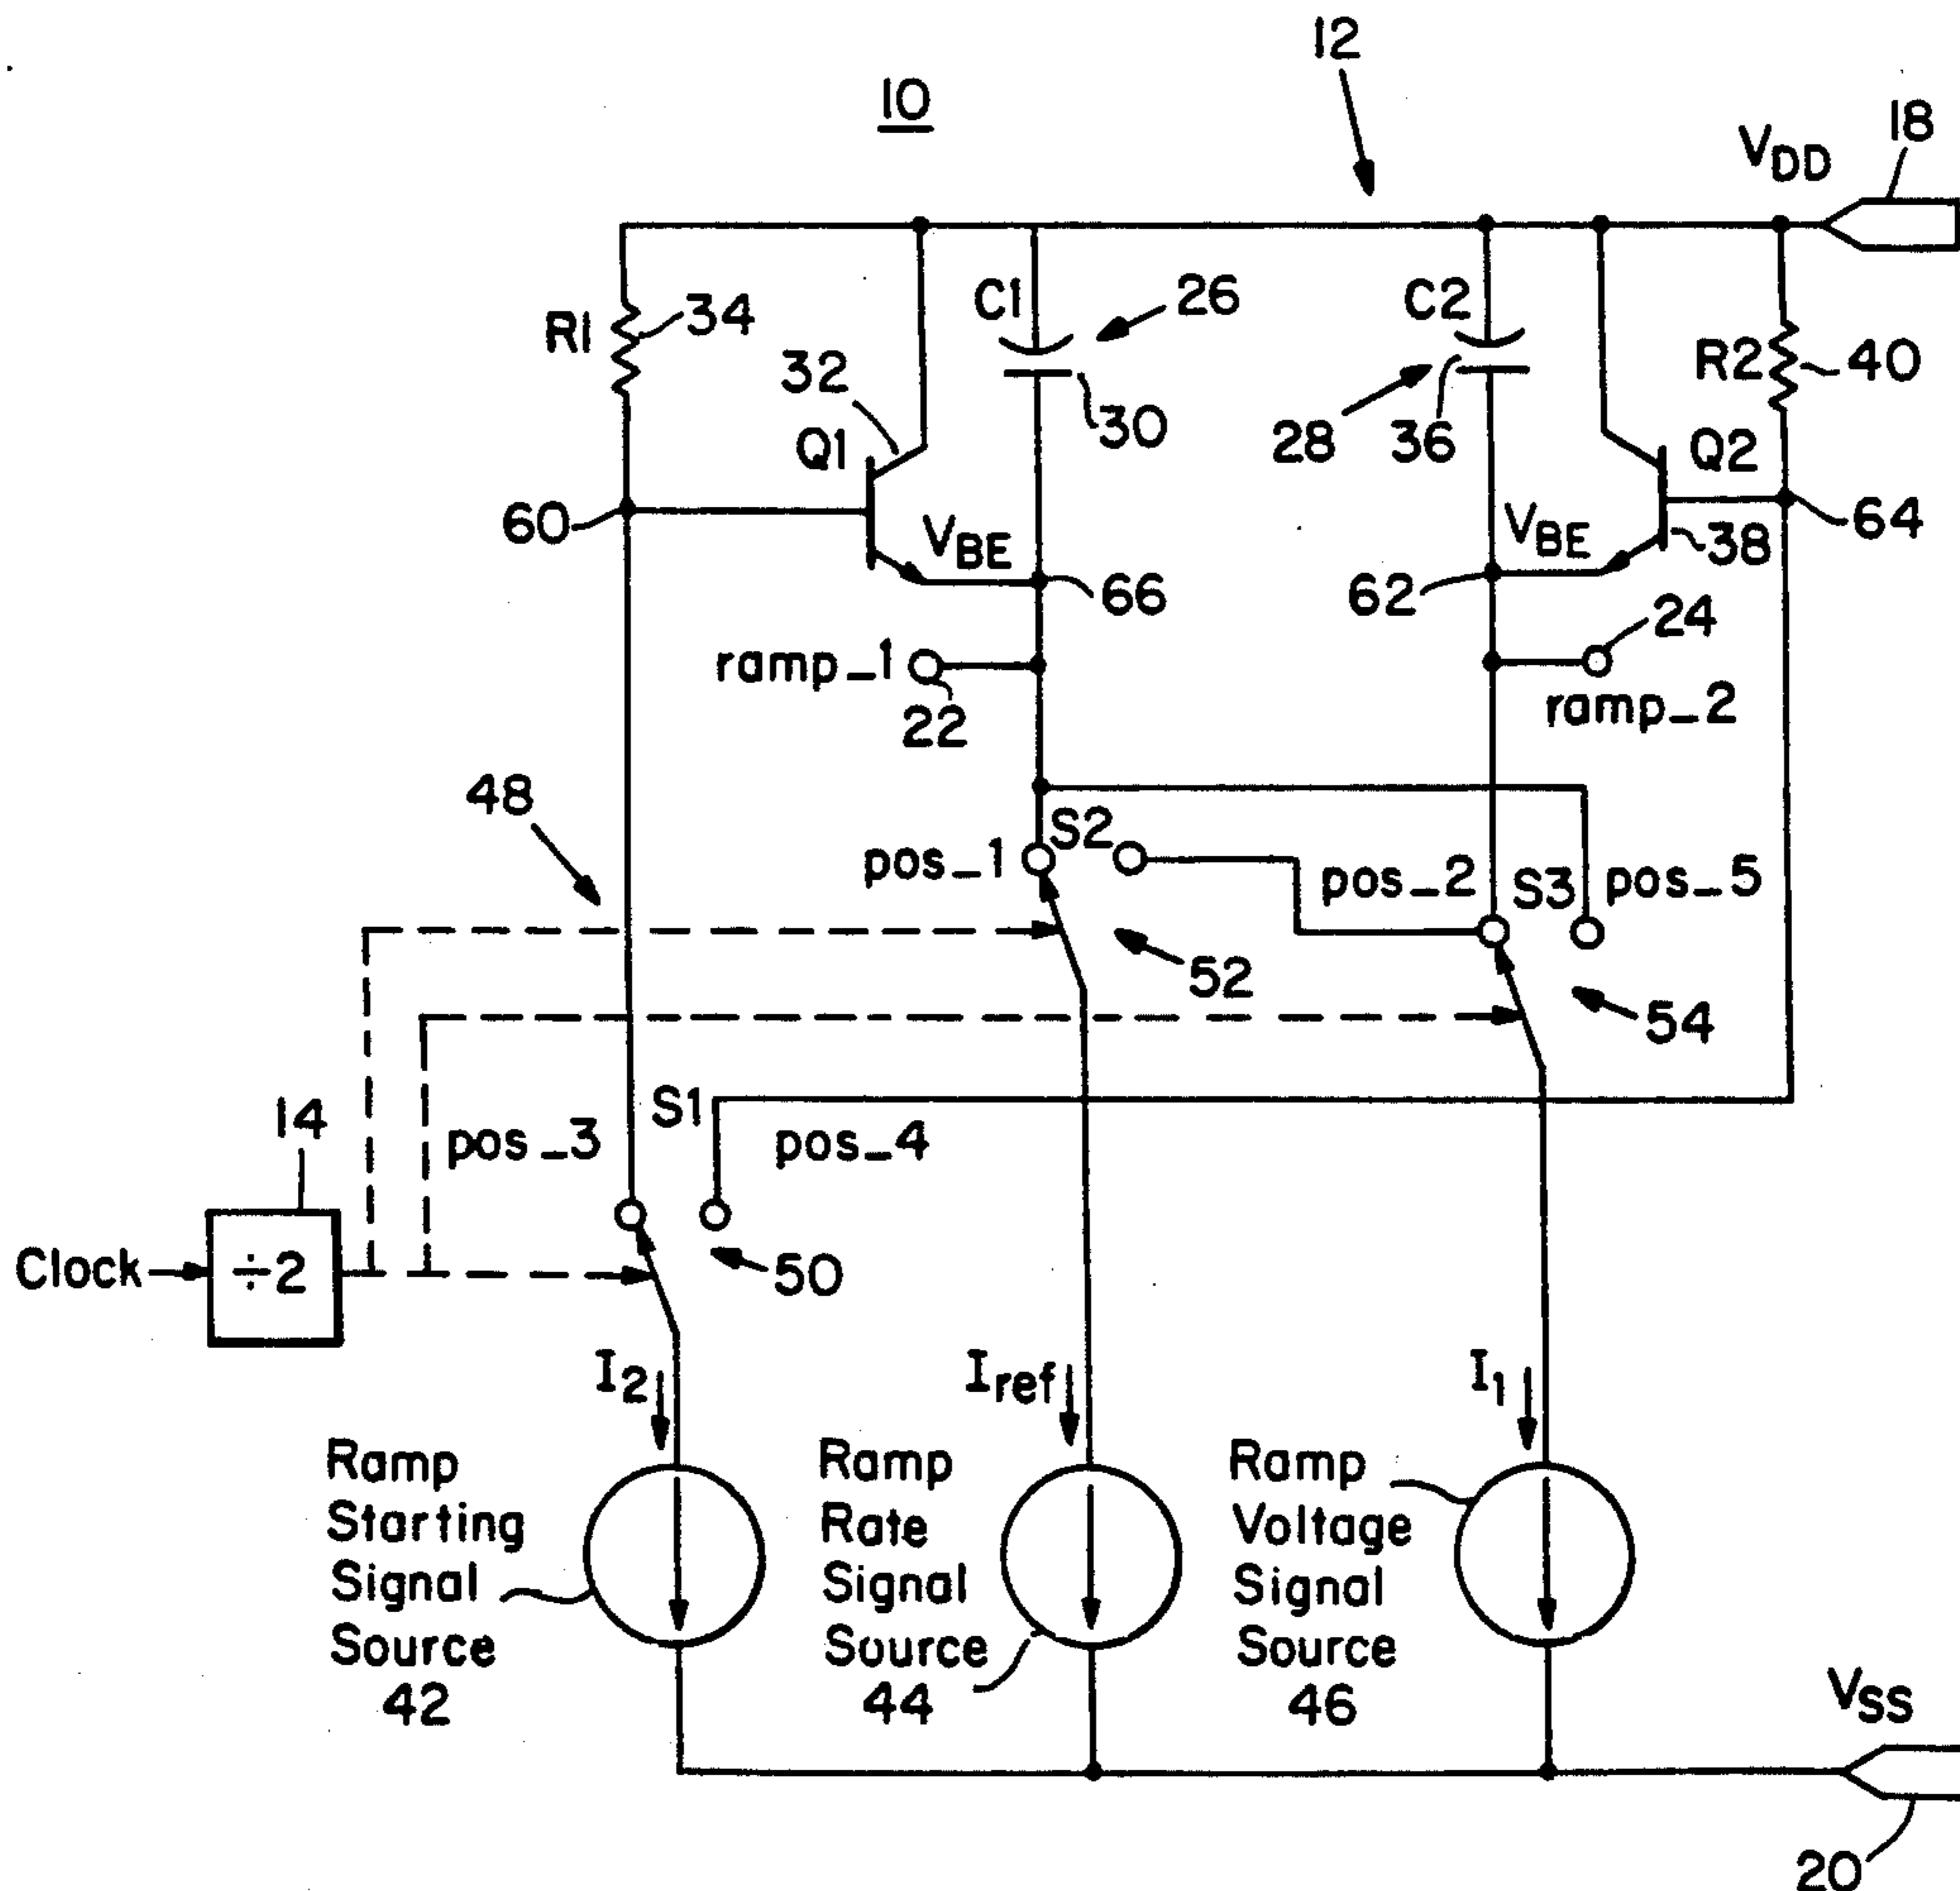 12
10
18
VDD
C1
26
C2
R1
34
32
30
28
36
R2
40
Q1
Q2
60
VBE
66
VBE
62
38
64
ramp_1
22
24
ramp_2
48
pos_1
S2
pos_2
S3
pos_5
52
54
14
pos_3
S1
pos_4
Clock
÷2
50
I2
Iref
I1
Ramp Starting Signal Source 42
Ramp Rate Signal Source 44
Ramp Voltage Signal Source 46
VSS
20